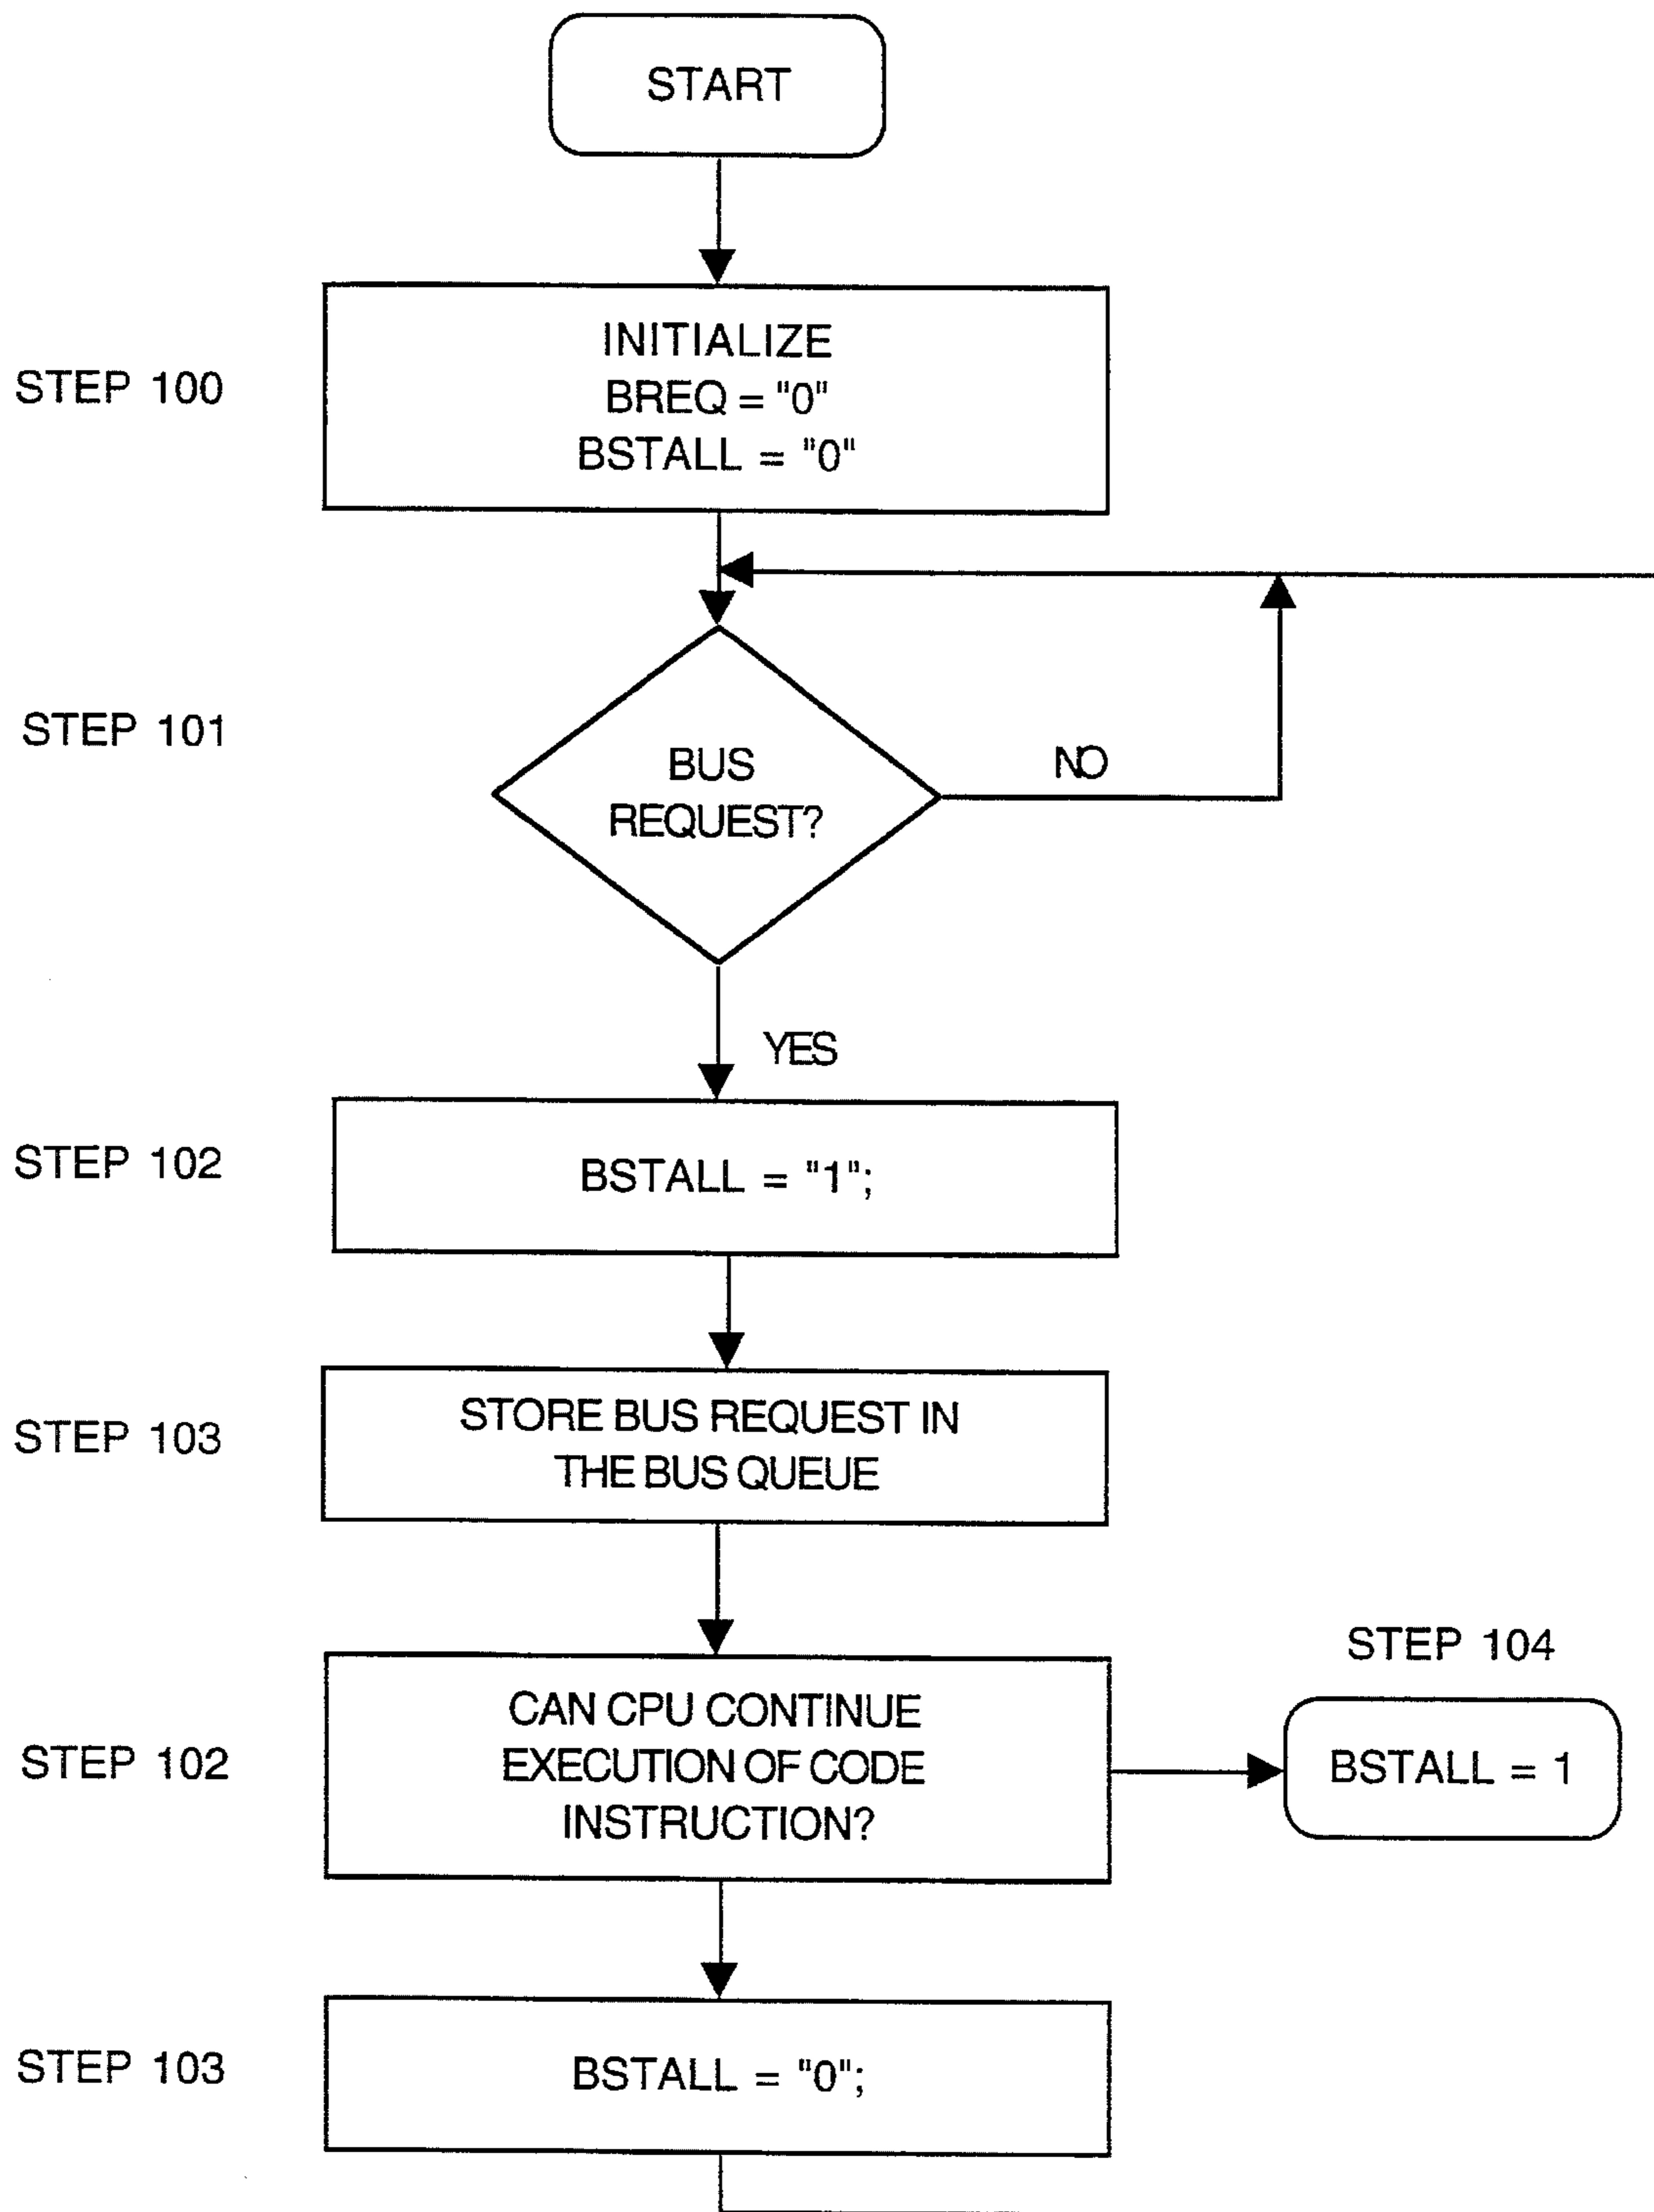 START
STEP 100
INITIALIZE
BREQ = "0"
BSTALL = "0"
STEP 101
BUS
REQUEST?
NO
YES
STEP 102
BSTALL = "1";
STEP 103
STORE BUS REQUEST IN
THE BUS QUEUE
STEP 104
STEP 102
CAN CPU CONTINUE
EXECUTION OF CODE
INSTRUCTION?
BSTALL = 1
STEP 103
BSTALL = "0";